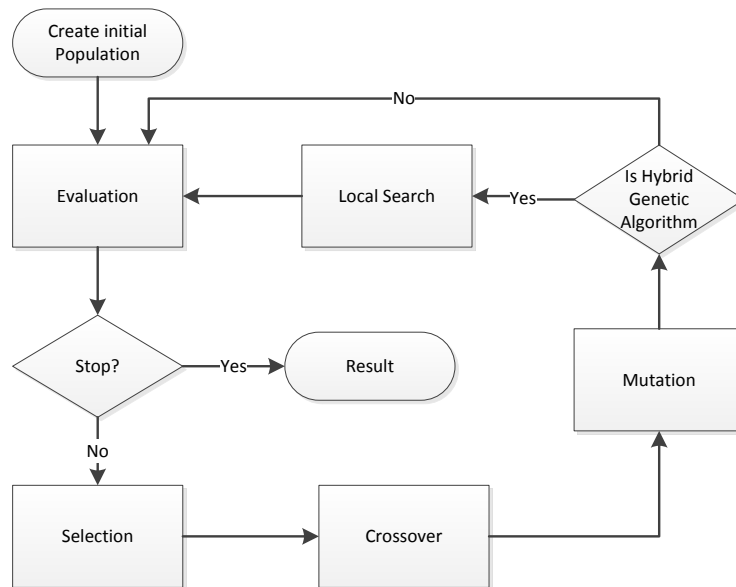 Create initial
Population
No
Evaluation
Local Search
Yes
Is Hybrid
Genetic
Algorithm
Stop?
Yes
Result
Mutation
No
Selection
Crossover